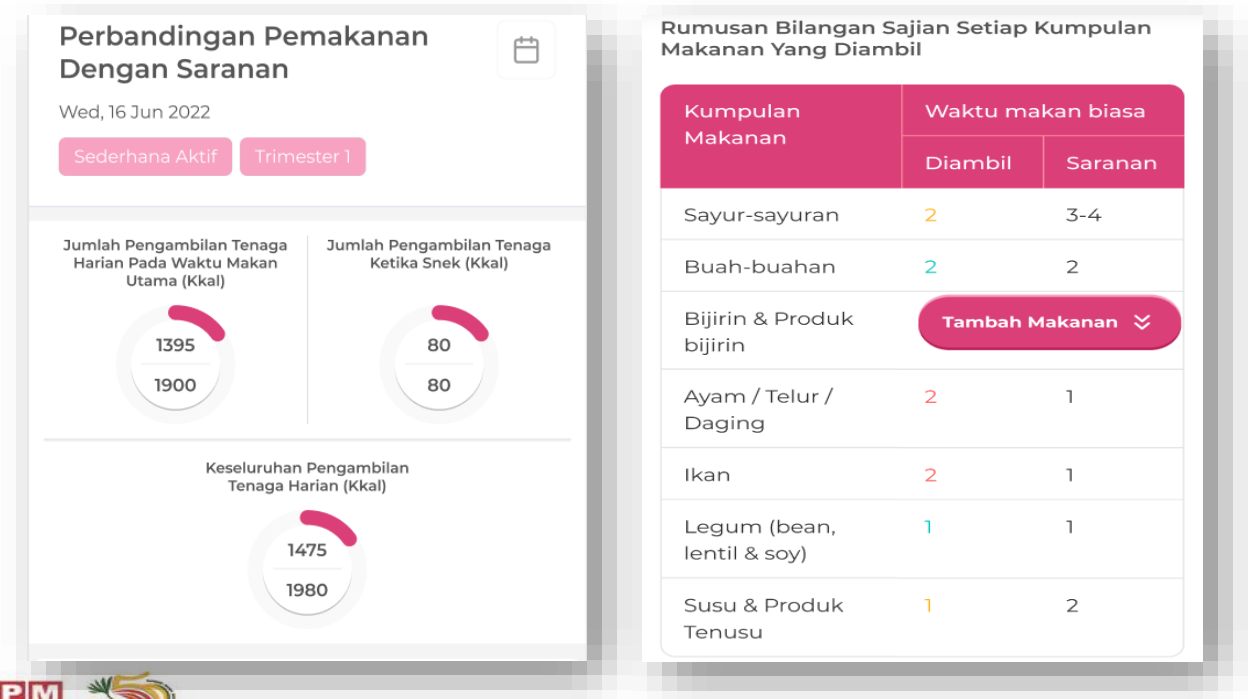 Perbandingan Pemakanan
Dengan Saranan
Wed, 16 Jun 2022
Sederhana Aktif
Trimester 1
Jumlah Pengambilan Tenaga
Harian Pada Waktu Makan
Utama (Kkal)
1395
1900
Jumlah Pengambilan Tenaga
Ketika Snek (Kkal)
80
80
Keseluruhan Pengambilan
Tenaga Harian (Kkal)
1475
1980
Rumusan Bilangan Sajian Setiap Kumpulan
Makanan Yang Diambil
Kumpulan
Makanan
Waktu makan biasa
Diambil
Saranan
Sayur-sayuran 2 3-4
Buah-buahan 2 2
Bijirin & Produk
bijirin
Tambah Makanan
Ayam / Telur /
Daging
2 1
Ikan 2 1
Legum (bean,
lentil & soy)
1 1
Susu & Produk
Tenusu
1 2
PM